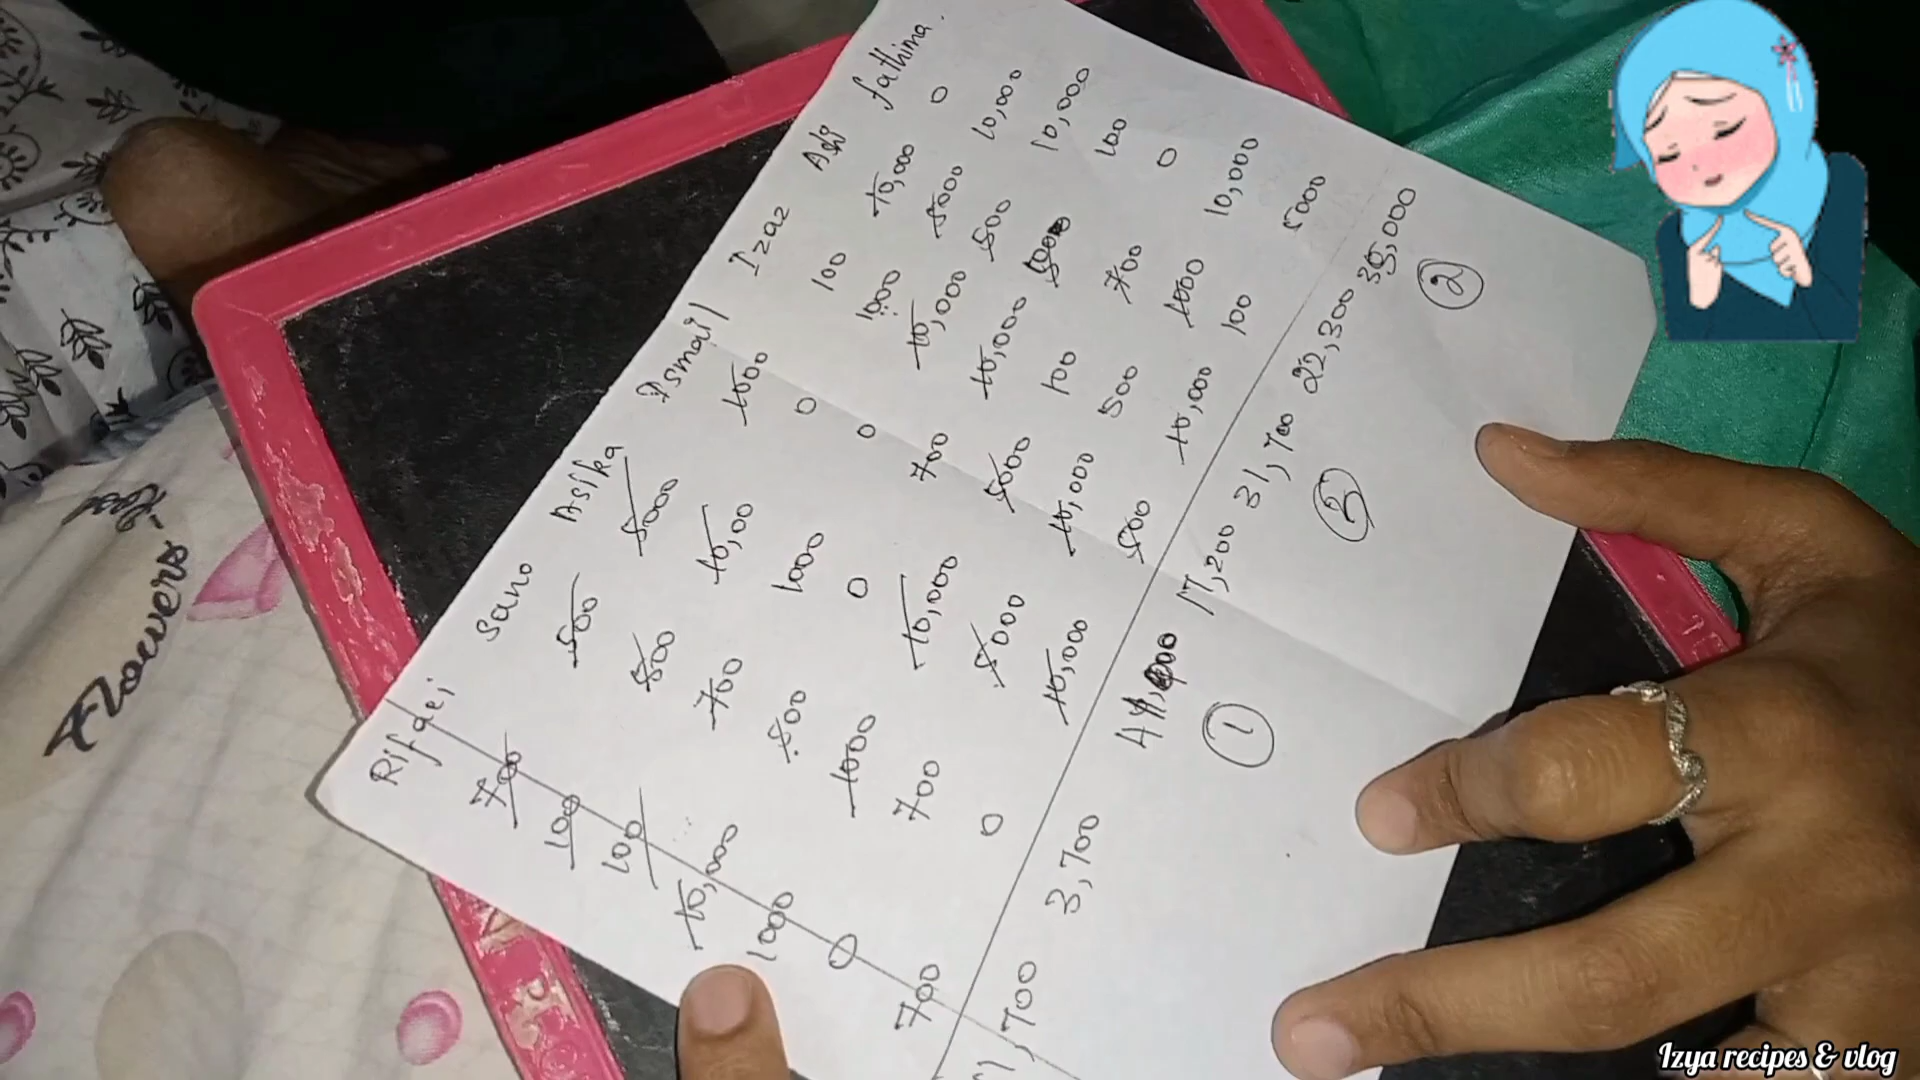 Rifaei Sano Asika Ismail Izaz Ashi fathima.
700 500 5000 1000 100 10,000 0
100 500 10,00 0 1000 5000 10,000
100 700 1000 0 10,000 500 10,000
10,000 500 0 700 10,000 5000 100
1000 1000 10,000 5000 100 700 0
0 700 5000 10,000 500 1000 10,000
700 0 10,000 500 10,000 100 5000
,700 3,700 17,200 31,700 22,300 35,000
1 3 2
Flowers
Izya recipes & vlog